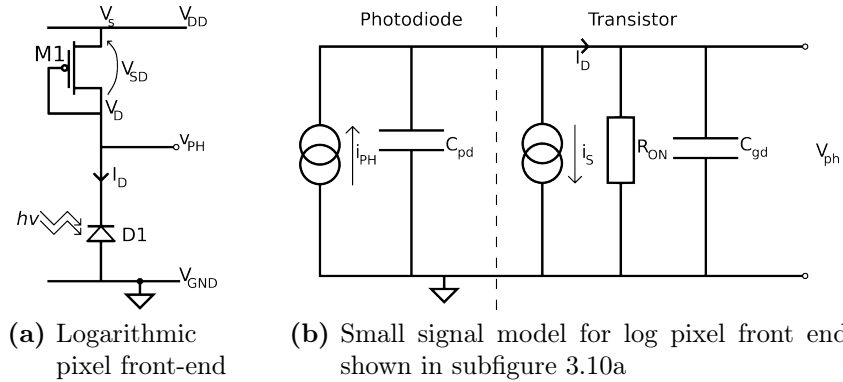 V_S V_DD
M1
V_SD
V_D
V_PH
I_D
hv
D1
V_GND
(a) Logarithmic
pixel front-end
Photodiode Transistor
I_D
i_PH C_pd i_S R_ON C_gd V_ph
(b) Small signal model for log pixel front end
shown in subfigure 3.10a